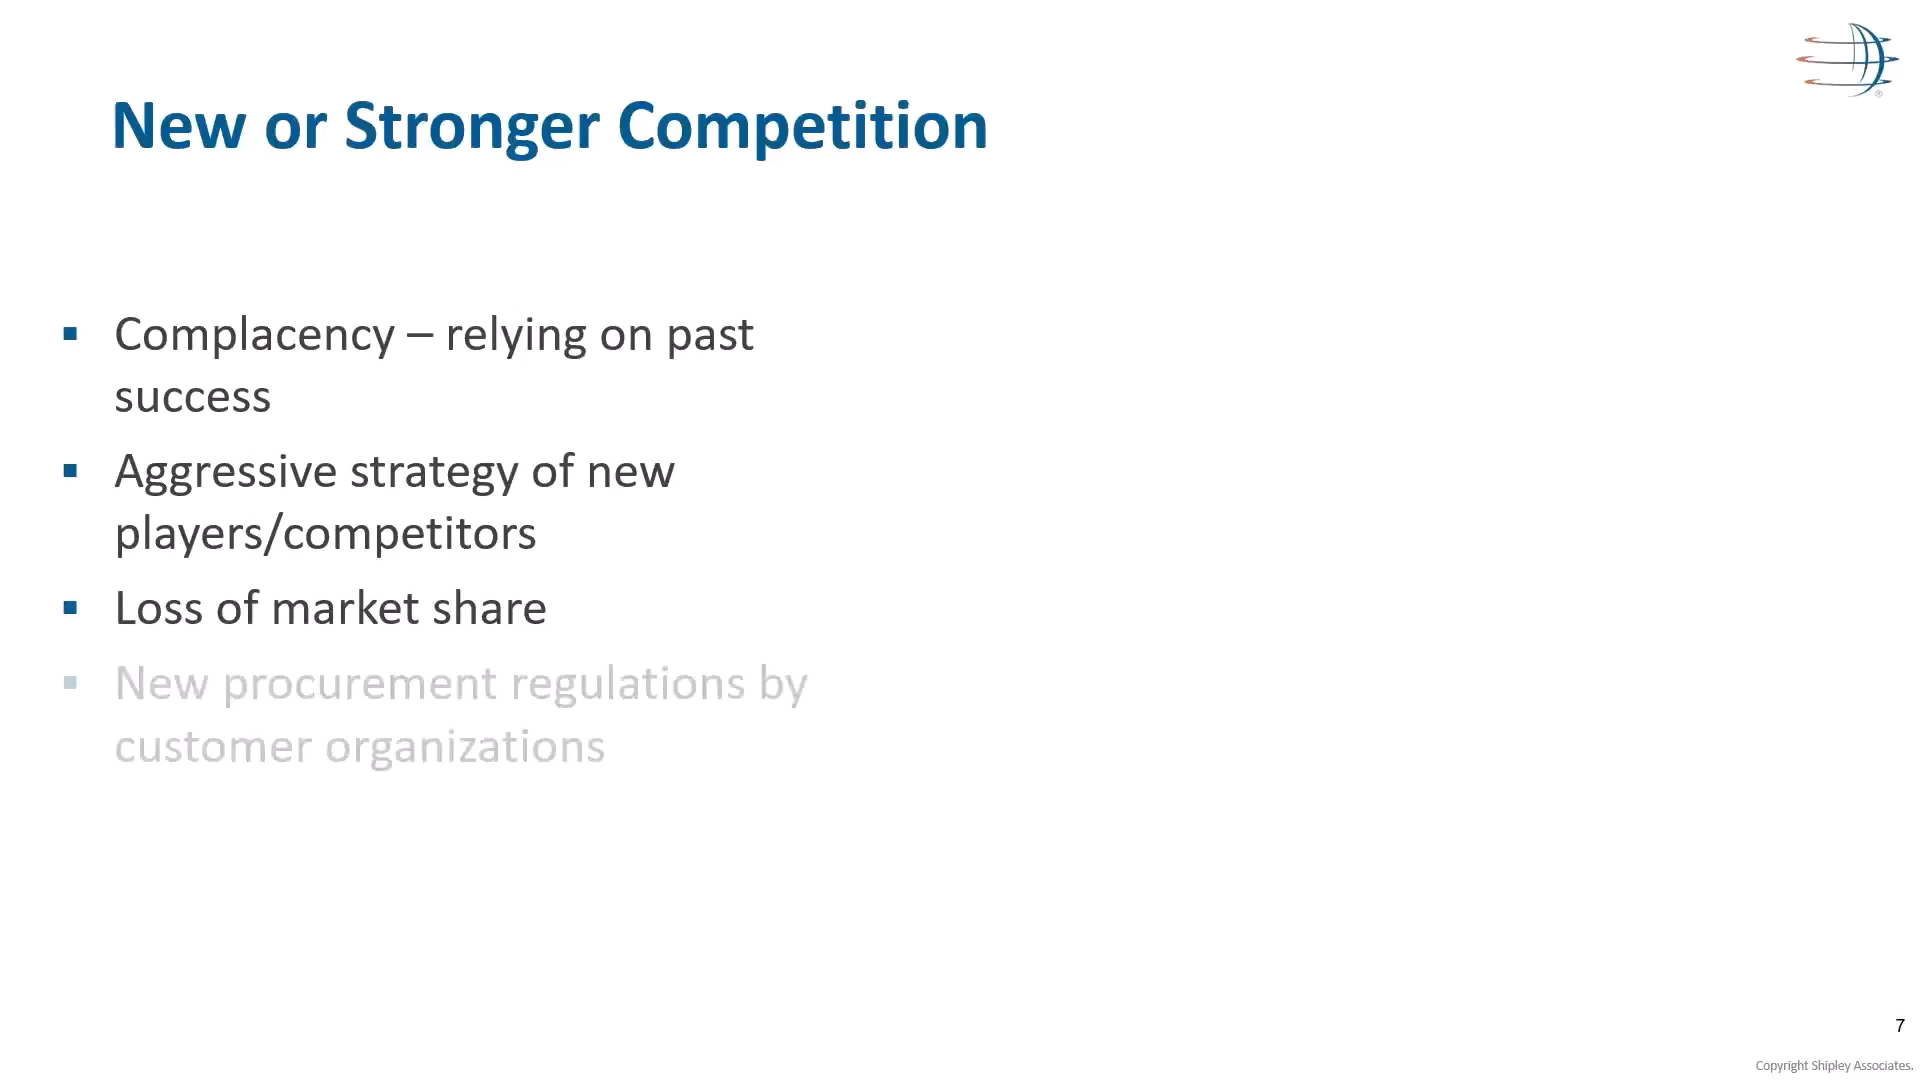 New or Stronger Competition
▪ Complacency – relying on past
success
▪ Aggressive strategy of new
players/competitors
▪ Loss of market share
▪ New procurement regulations by
customer organizations
7
Copyright Shipley Associates.